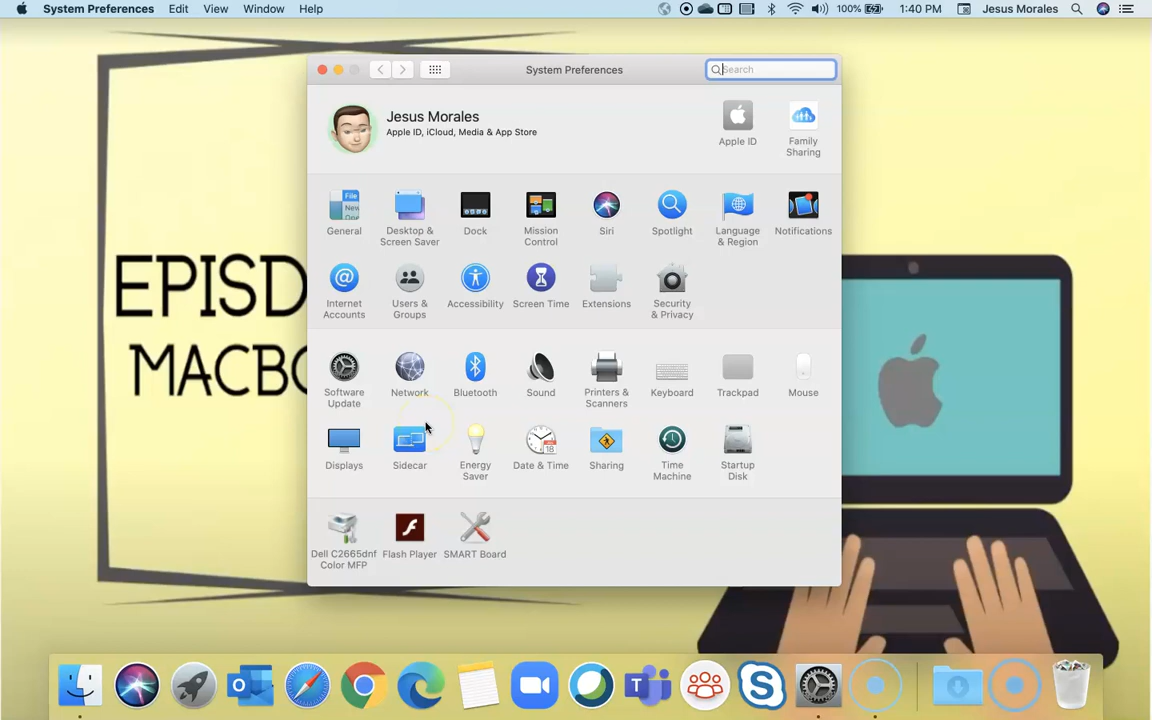 System Preferences Edit View Window Help 100% 1:40 PM Jesus Morales
System Preferences
Search
Jesus Morales
Apple ID, iCloud, Media & App Store
Apple ID
Family
Sharing
General
Desktop &
Screen Saver
Dock
Mission
Control
Siri
Spotlight
Language
& Region
Notifications
Internet
Accounts
Users &
Groups
Accessibility
Screen Time
Extensions
Security
& Privacy
Software
Update
Network
Bluetooth
Sound
Printers &
Scanners
Keyboard
Trackpad
Mouse
Displays
Sidecar
Energy
Saver
Date & Time
Sharing
Time
Machine
Startup
Disk
Dell C2665dnf
Color MFP
Flash Player
SMART Board
EPISD
MACBO